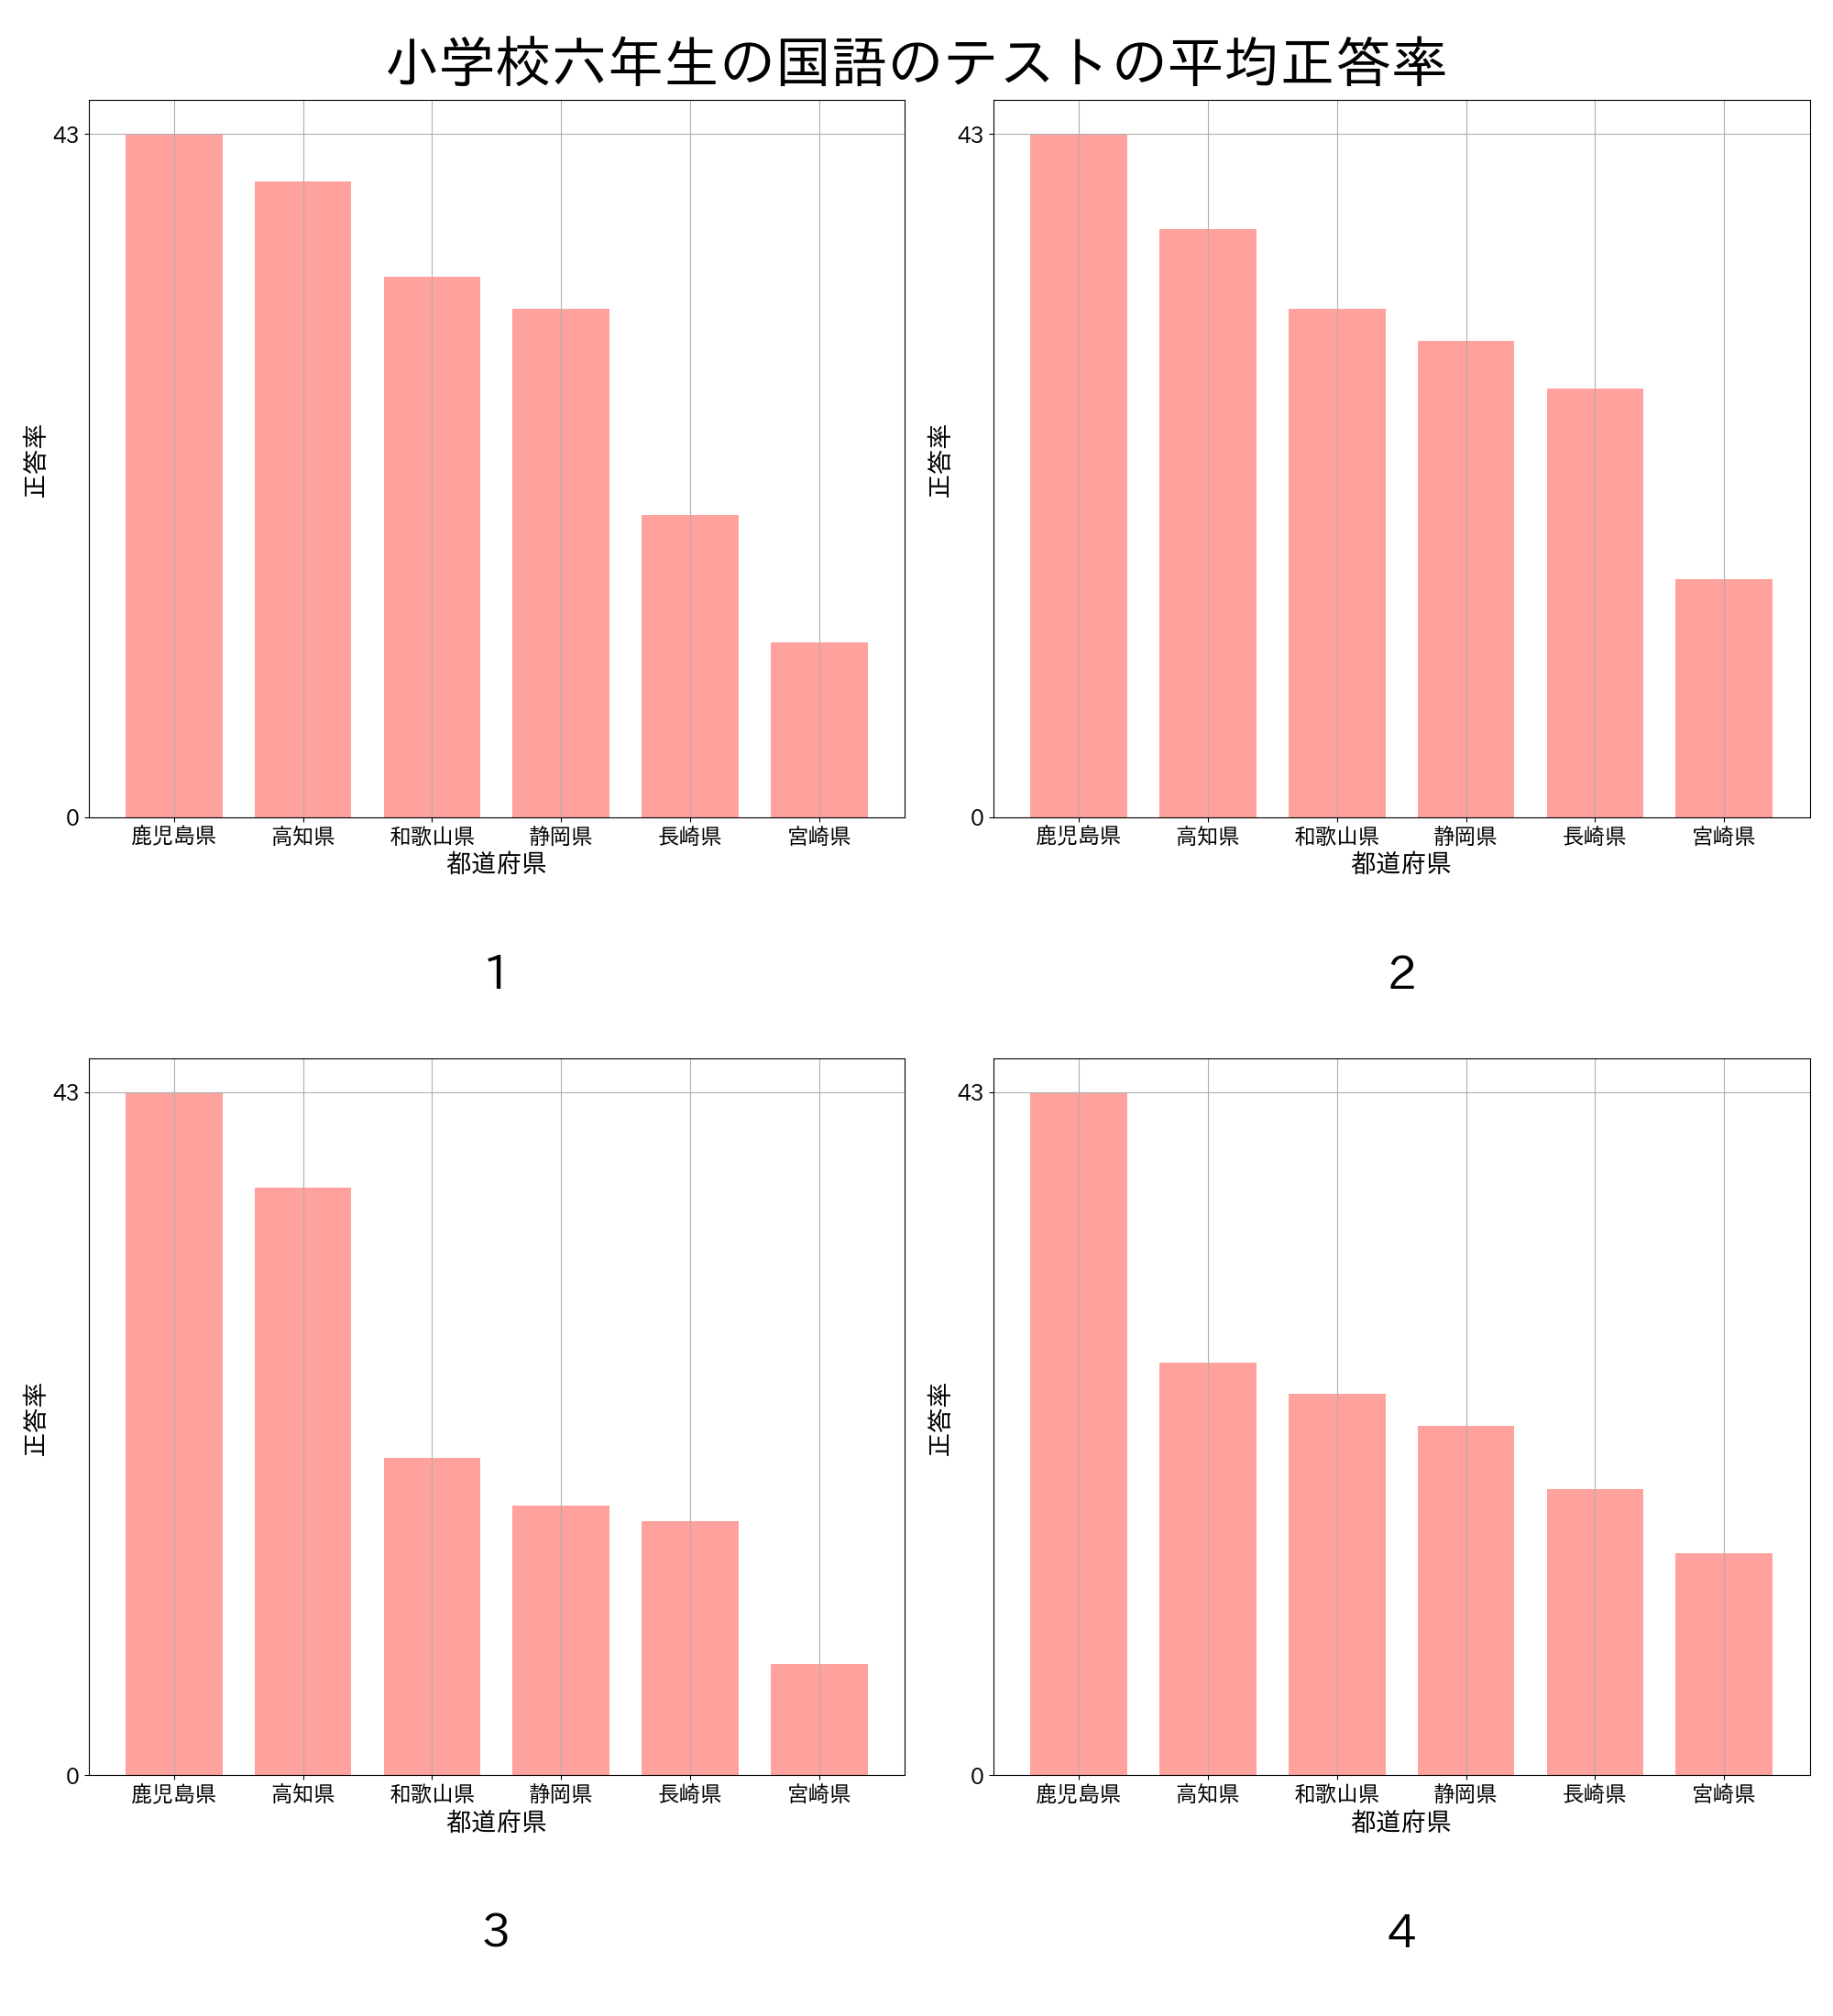 小学校六年生の国語のテストの平均正答率
43
0
正答率
鹿児島県 高知県 和歌山県 静岡県 長崎県 宮崎県
都道府県
1
43
0
正答率
鹿児島県 高知県 和歌山県 静岡県 長崎県 宮崎県
都道府県
2
43
0
正答率
鹿児島県 高知県 和歌山県 静岡県 長崎県 宮崎県
都道府県
3
43
0
正答率
鹿児島県 高知県 和歌山県 静岡県 長崎県 宮崎県
都道府県
4